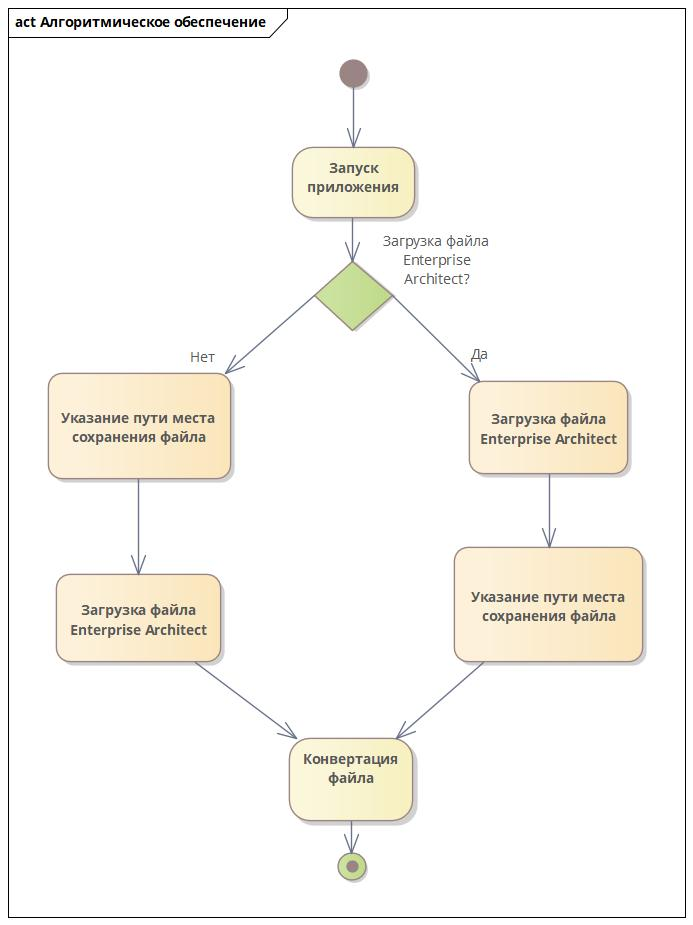 act Алгоритмическое обеспечение
Запуск
приложения
Загрузка файла
Enterprise
Architect?
Нет
Да
Указание пути места
сохранения файла
Загрузка файла
Enterprise Architect
Загрузка файла
Enterprise Architect
Указание пути места
сохранения файла
Конвертация
файла